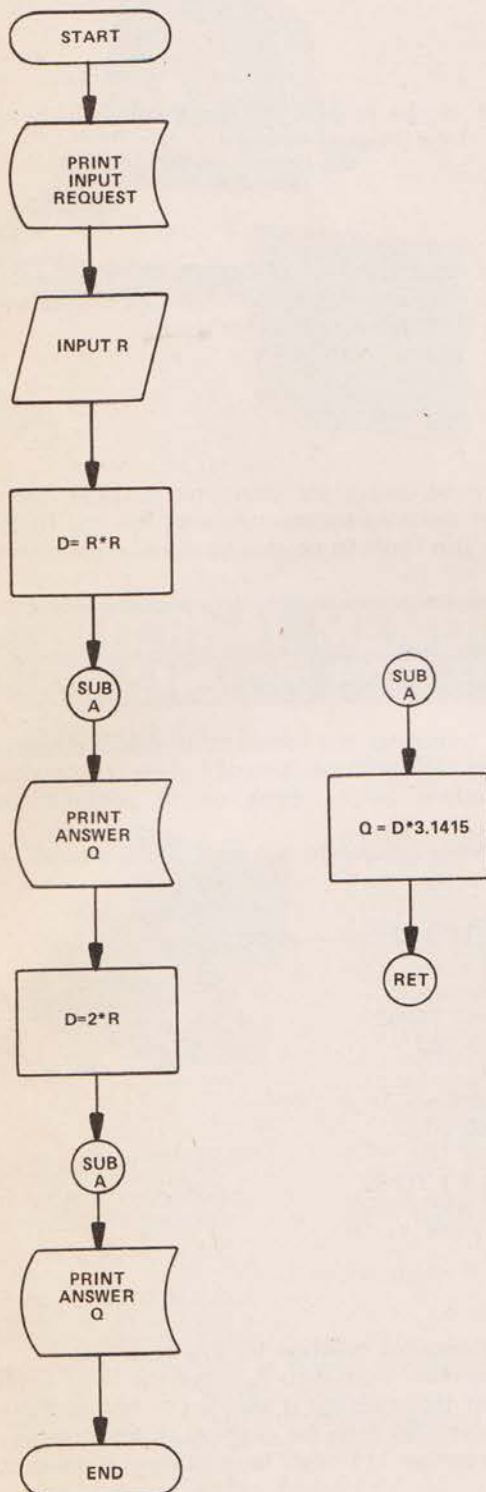 START
PRINT
INPUT
REQUEST
INPUT R
D= R*R
SUB
A
PRINT
ANSWER
Q
D=2*R
SUB
A
PRINT
ANSWER
Q
END
SUB
A
Q = D*3.1415
RET